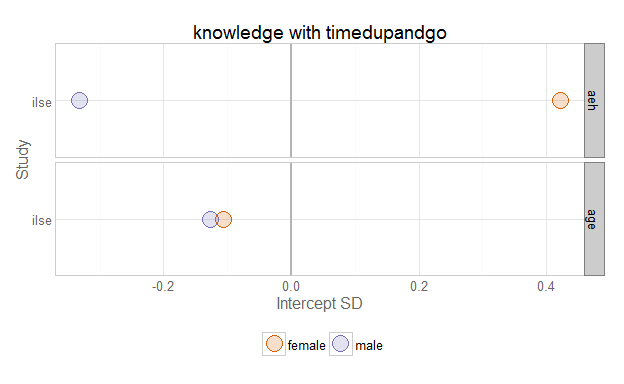 knowledge with timedupandgo
ilse
aeh
ilse
age
Study
-0.2 0.0 0.2 0.4
Intercept SD
female male